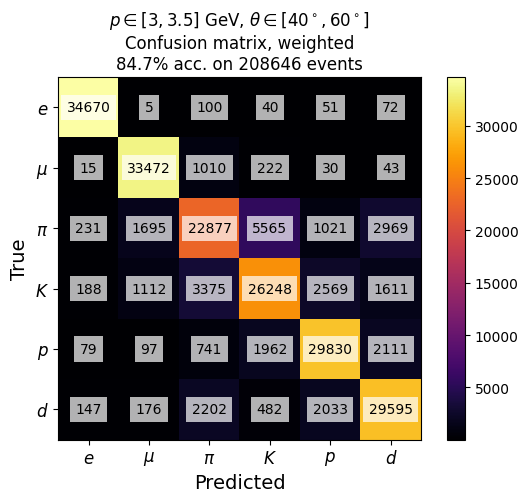 p ∈ [3, 3.5] GeV, θ ∈ [40°, 60°]
Confusion matrix, weighted
84.7% acc. on 208646 events
e 34670 5 100 40 51 72
μ 15 33472 1010 222 30 43
π 231 1695 22877 5565 1021 2969
K 188 1112 3375 26248 2569 1611
p 79 97 741 1962 29830 2111
d 147 176 2202 482 2033 29595
e μ π K p d
True
Predicted
30000
25000
20000
15000
10000
5000